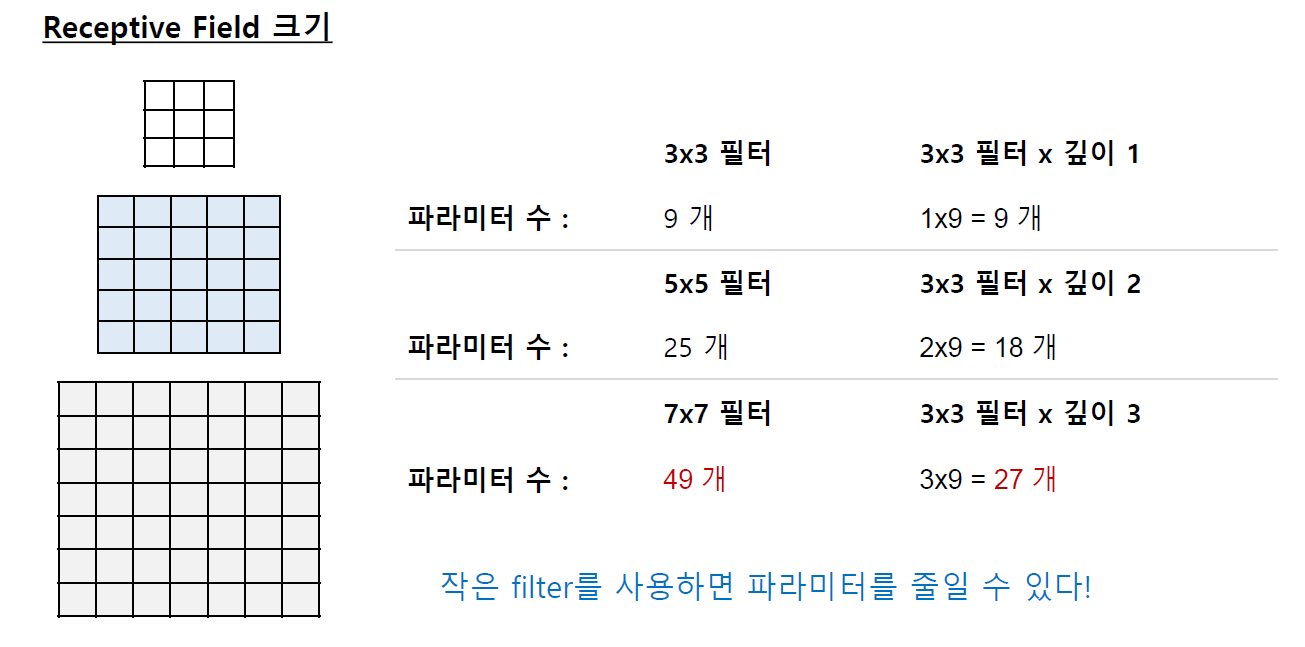 Receptive Field 크기
3x3 필터 3x3 필터 x 깊이 1
파라미터 수 : 9 개 1x9 = 9 개
5x5 필터 3x3 필터 x 깊이 2
파라미터 수 : 25 개 2x9 = 18 개
7x7 필터 3x3 필터 x 깊이 3
파라미터 수 : 49 개 3x9 = 27 개
작은 filter를 사용하면 파라미터를 줄일 수 있다!